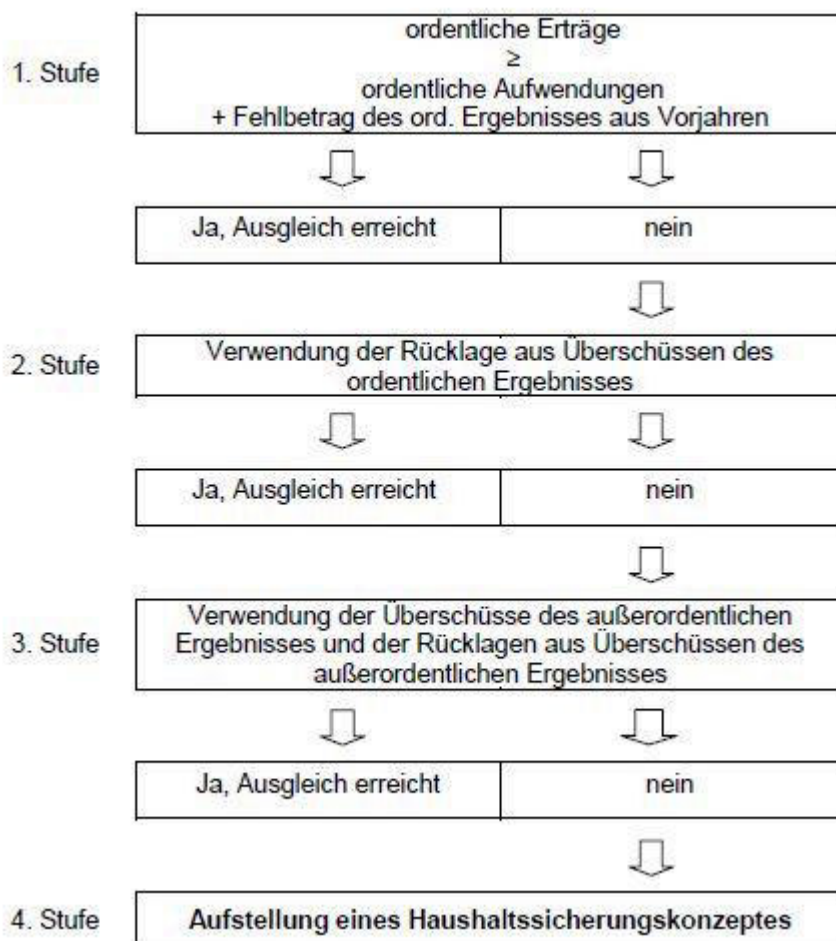 ordentliche Erträge
≥
1. Stufe
ordentliche Aufwendungen
+ Fehlbetrag des ord. Ergebnisses aus Vorjahren
Ja, Ausgleich erreicht
nein
2. Stufe
Verwendung der Rücklage aus Überschüssen des
ordentlichen Ergebnisses
Ja, Ausgleich erreicht
nein
3. Stufe
Verwendung der Überschüsse des außerordentlichen
Ergebnisses und der Rücklagen aus Überschüssen des
außerordentlichen Ergebnisses
Ja, Ausgleich erreicht
nein
4. Stufe
Aufstellung eines Haushaltssicherungskonzeptes